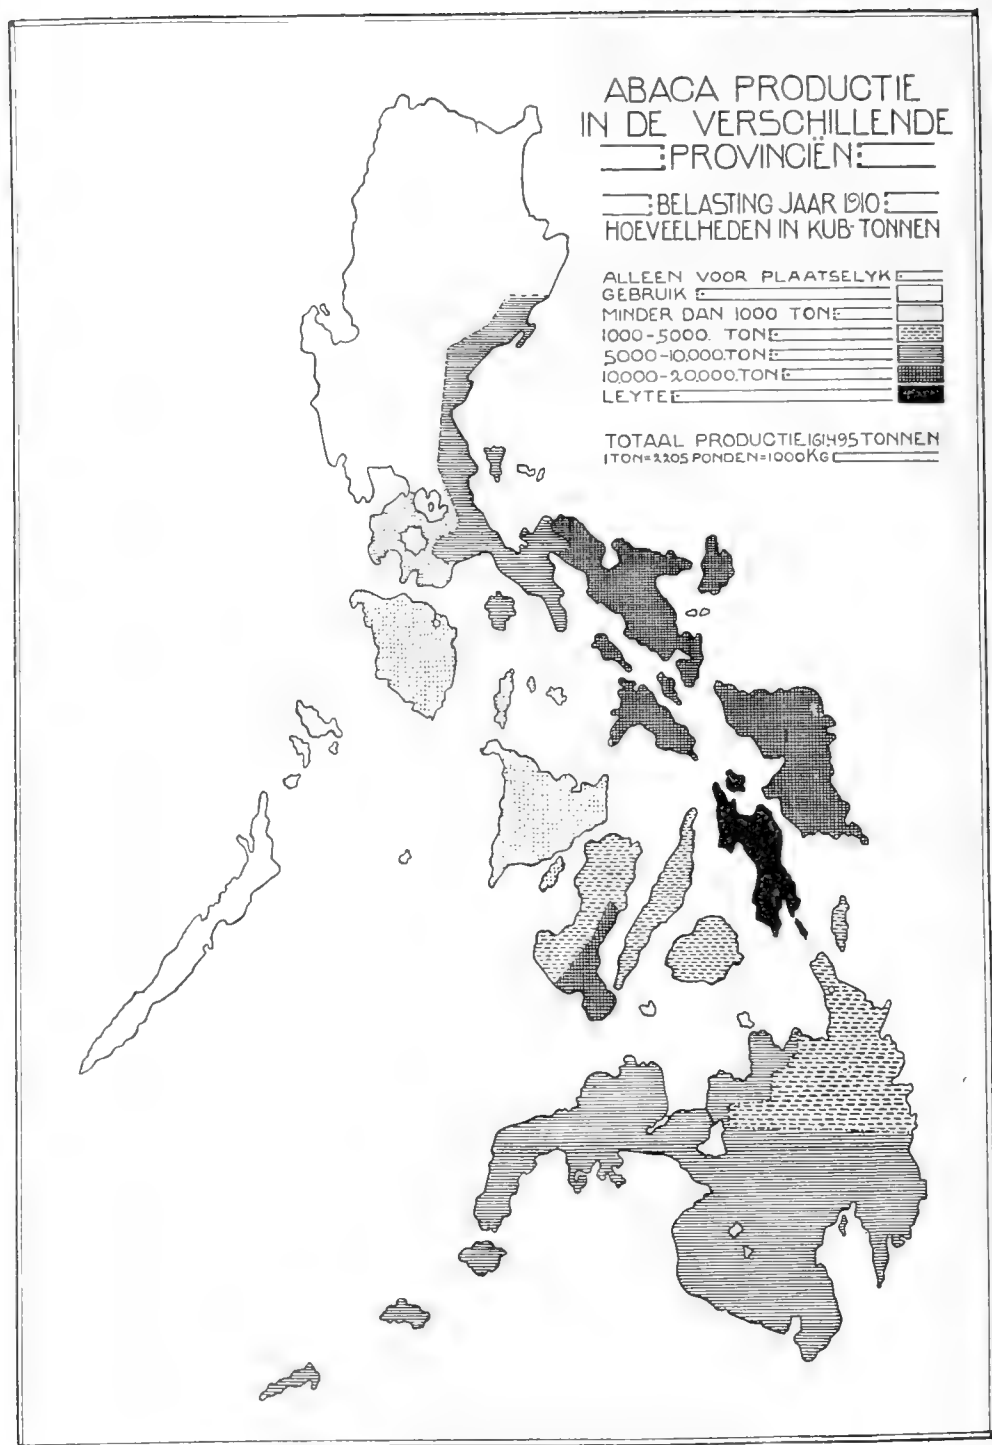 ABACA PRODUCTIE
IN DE VERSCHILLENDE
PROVINCIËN
BELASTING JAAR 1910
HOEVEELHEDEN IN KUB-TONNEN
ALLEEN VOOR PLAATSELYK
GEBRUIK
MINDER DAN 1000 TON
1000-5000. TON
5000-10,000.TON
10,000-20,000.TON
LEYTE
TOTAAL PRODUCTIE 161495 TONNEN
1 TON=2205 PONDEN=1000 KG